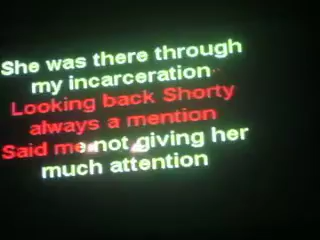 She was there through
my incarceration
Looking back Shorty
always a mention
Said me not giving her
much attention